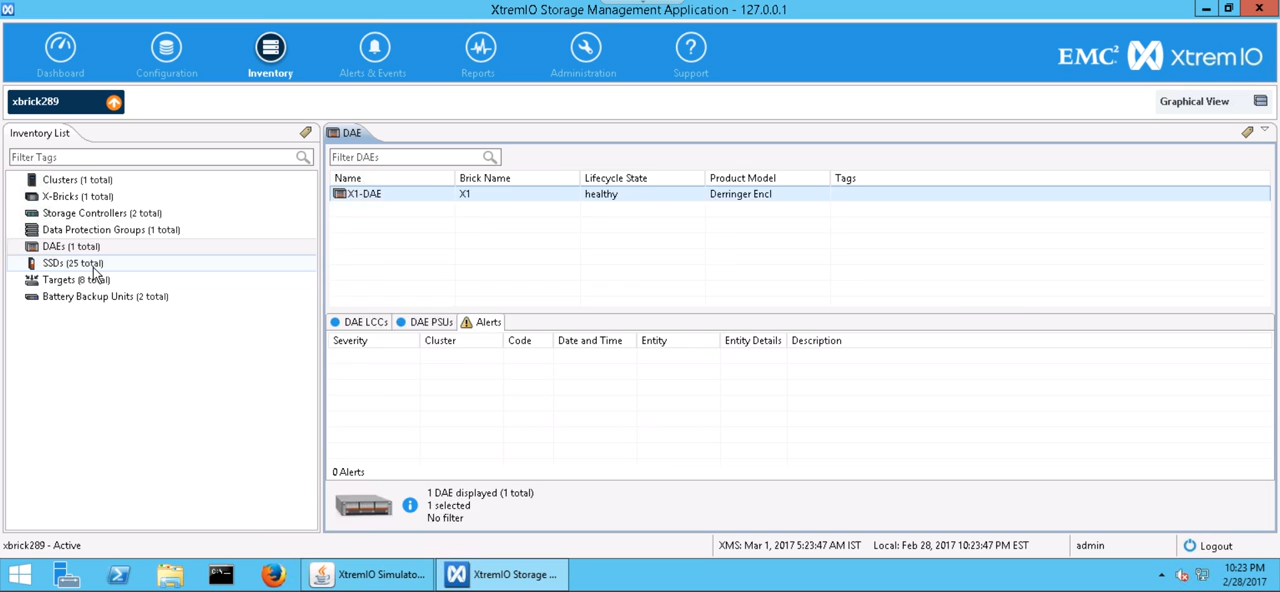 XtremIO Storage Management Application - 127.0.0.1
Dashboard
Configuration
Inventory
Alerts & Events
Reports
Administration
Support
EMC² XtremIO
xbrick289
Graphical View
Inventory List
Filter Tags
Clusters (1 total)
X-Bricks (1 total)
Storage Controllers (2 total)
Data Protection Groups (1 total)
DAEs (1 total)
SSDs (25 total)
Targets (8 total)
Battery Backup Units (2 total)
DAE
Filter DAEs
Name Brick Name Lifecycle State Product Model Tags
X1-DAE X1 healthy Derringer Encl
DAE LCCs DAE PSUs Alerts
Severity Cluster Code Date and Time Entity Entity Details Description
0 Alerts
1 DAE displayed (1 total)
1 selected
No filter
xbrick289 - Active
XMS: Mar 1, 2017 5:23:47 AM IST Local: Feb 28, 2017 10:23:47 PM EST
admin
Logout
XtremIO Simulato...
XtremIO Storage ...
10:23 PM
2/28/2017